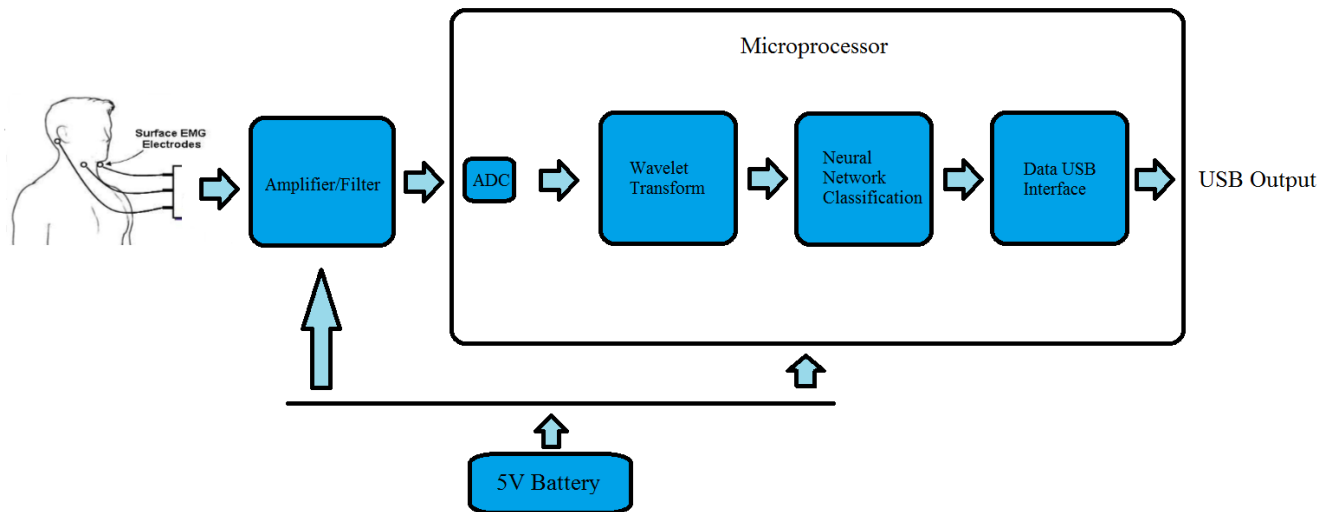 Microprocessor
Surface EMG
Electrodes
Amplifier/Filter
ADC
Wavelet
Transform
Neural
Network
Classification
Data USB
Interface
USB Output
5V Battery